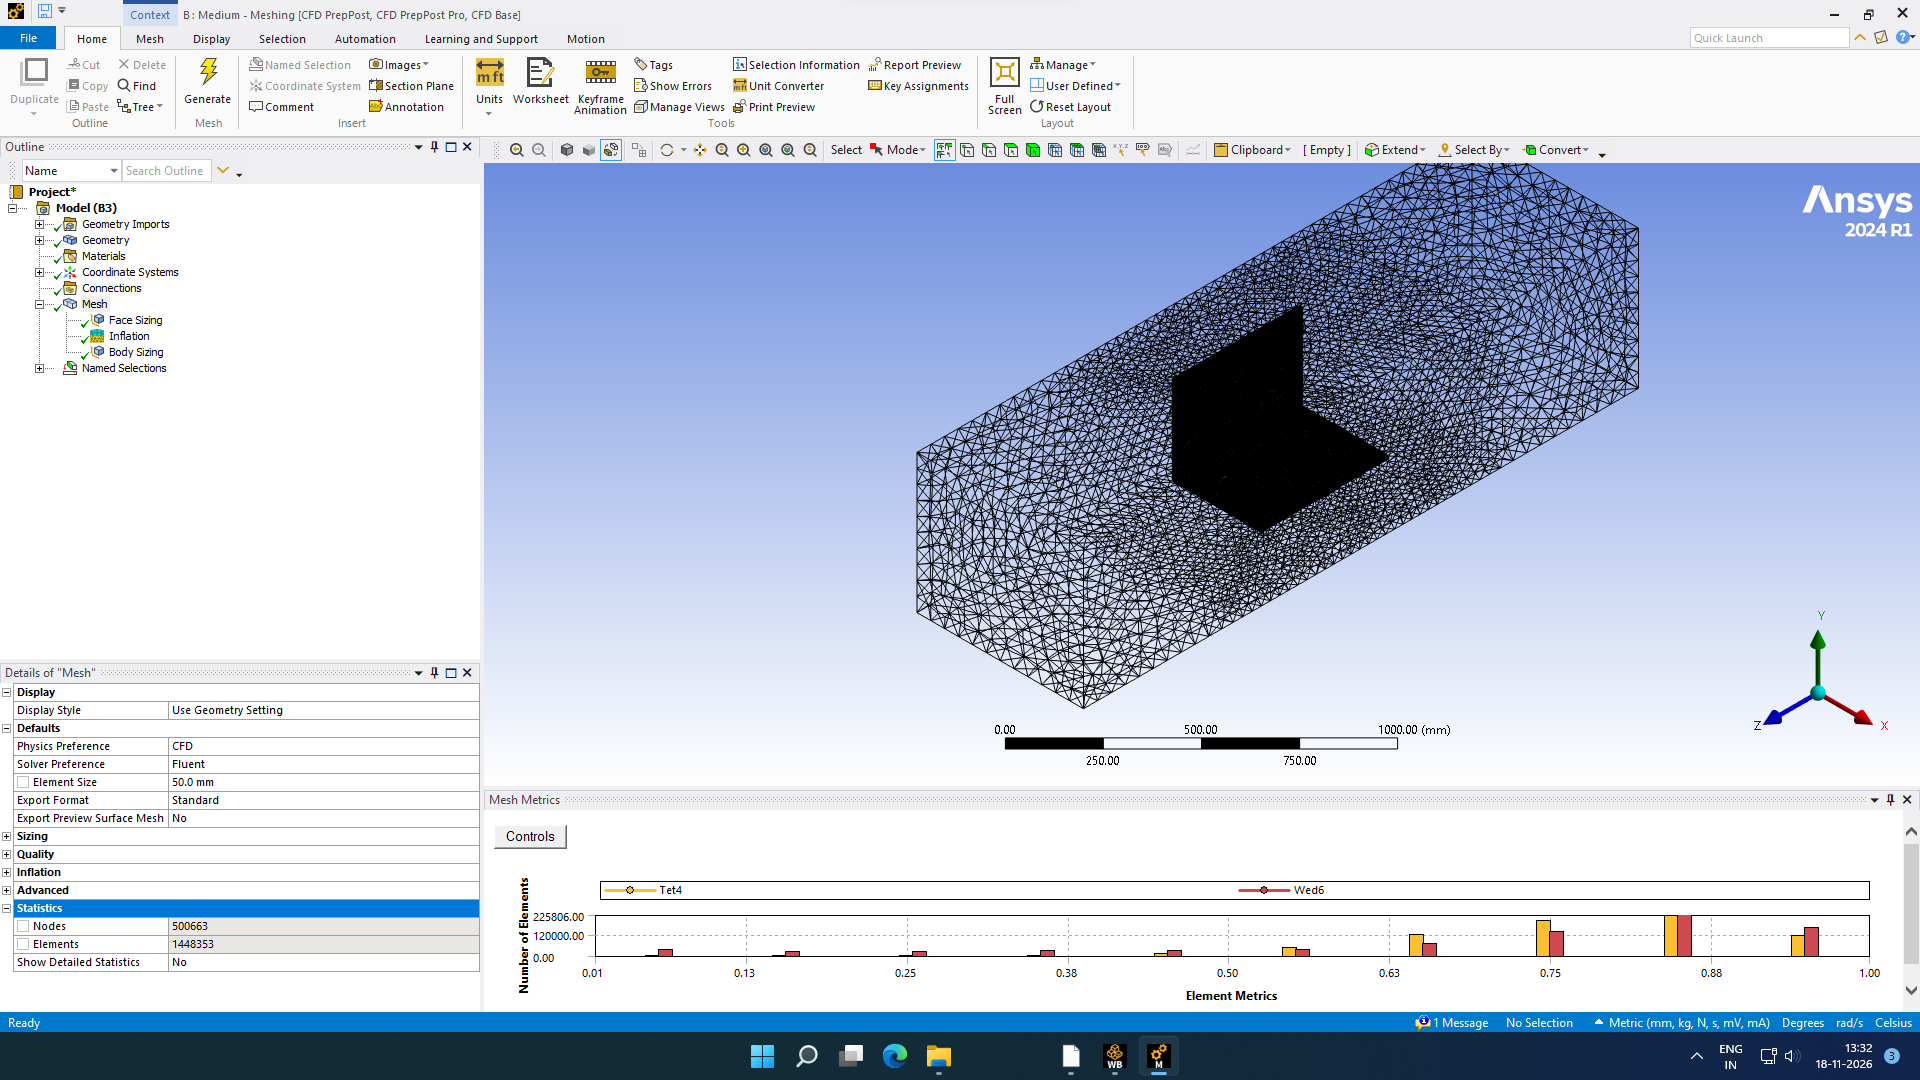 Context
B: Medium - Meshing [CFD PrepPost, CFD PrepPost Pro, CFD Base]
File
Home
Mesh
Display
Selection
Automation
Learning and Support
Motion
Quick Launch
Duplicate
Cut
Copy
Paste
Delete
Find
Tree
Outline
Generate
Mesh
Named Selection
Coordinate System
Comment
Images
Section Plane
Annotation
Insert
Units
Worksheet
Keyframe
Animation
Tags
Show Errors
Manage Views
Selection Information
Unit Converter
Print Preview
Report Preview
Key Assignments
Tools
Full
Screen
Manage
User Defined
Reset Layout
Layout
Outline
Name
Search Outline
Project*
Model (B3)
Geometry Imports
Geometry
Materials
Coordinate Systems
Connections
Mesh
Face Sizing
Inflation
Body Sizing
Named Selections
Select
Mode
Clipboard
[ Empty ]
Extend
Select By
Convert
Ansys
2024 R1
0.00
500.00
1000.00 (mm)
250.00
750.00
Y
Z
X
Details of "Mesh"
Display
Display Style Use Geometry Setting
Defaults
Physics Preference CFD
Solver Preference Fluent
Element Size 50.0 mm
Export Format Standard
Export Preview Surface Mesh No
Sizing
Quality
Inflation
Advanced
Statistics
Nodes 500663
Elements 1448353
Show Detailed Statistics No
Mesh Metrics
Controls
Tet4
Wed6
Number of Elements
225806.00
120000.00
0.00
0.01 0.13 0.25 0.38 0.50 0.63 0.75 0.88 1.00
Element Metrics
Ready
1 Message
No Selection
Metric (mm, kg, N, s, mV, mA)
Degrees
rad/s
Celsius
WB
M
ENG
IN
13:32
18-11-2026
3